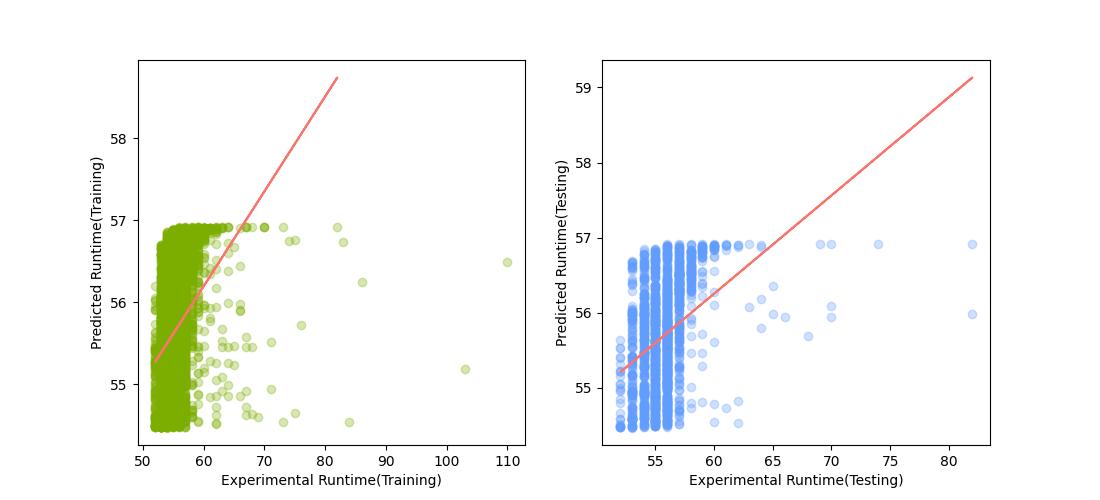 58
57
56
55
50 60 70 80 90 100 110
Predicted Runtime(Training)
Experimental Runtime(Training)
59
58
57
56
55
55 60 65 70 75 80
Predicted Runtime(Testing)
Experimental Runtime(Testing)